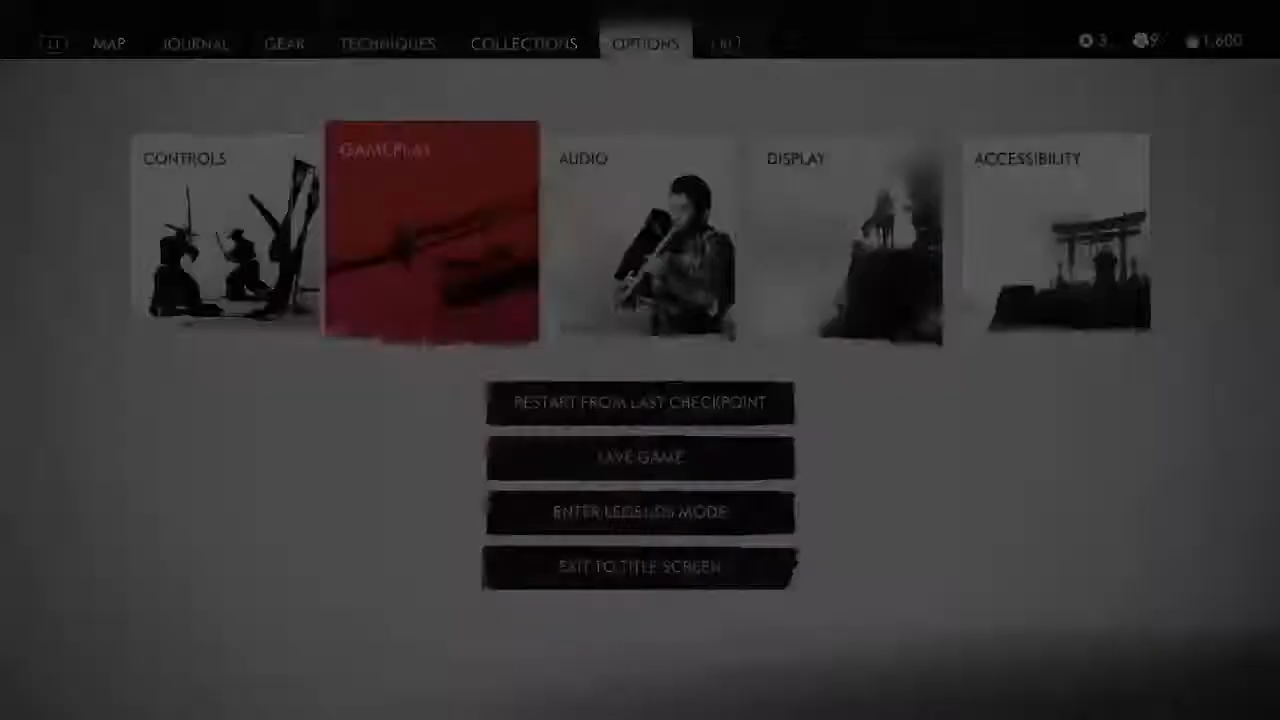 L1 MAP JOURNAL GEAR TECHNIQUES COLLECTIONS OPTIONS 3 9 1,600
CONTROLS GAMEPLAY AUDIO DISPLAY ACCESSIBILITY
RESTART FROM LAST CHECKPOINT
SAVE GAME
ENTER LEGENDS MODE
EXIT TO TITLE SCREEN